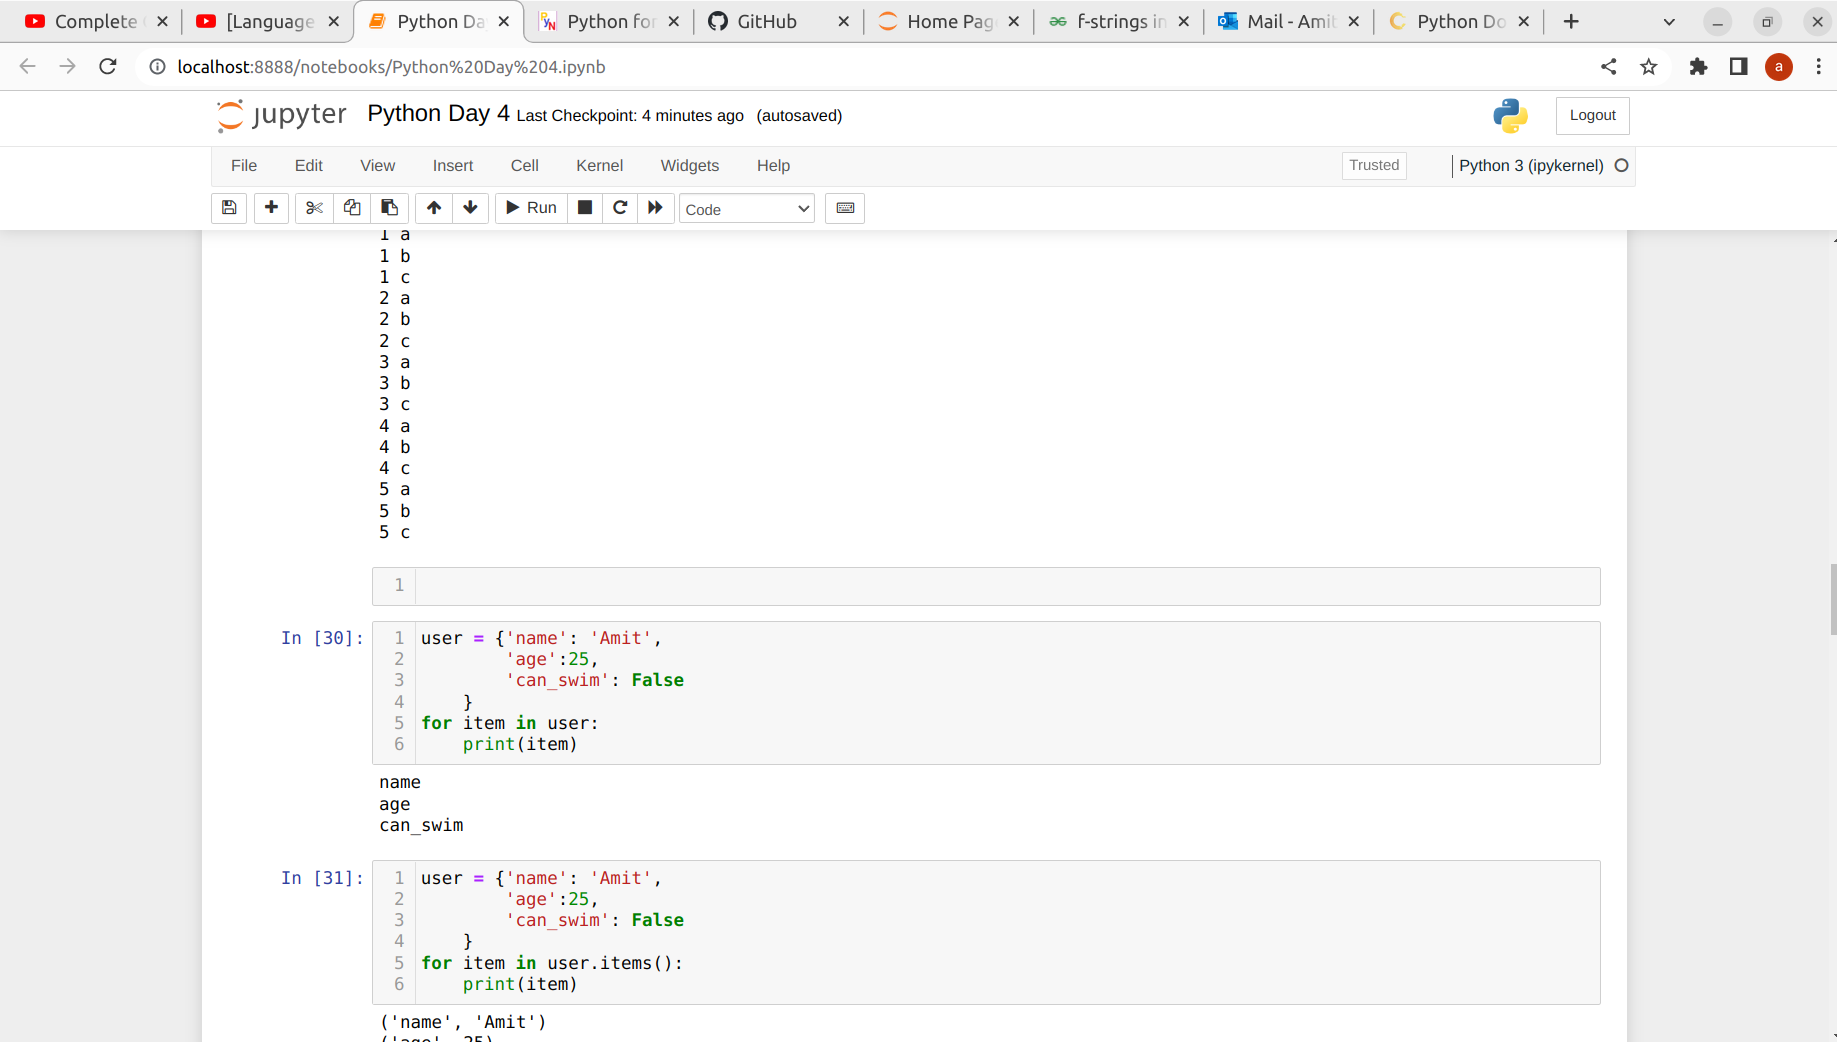 Complete
[Language
Python Da
Python for
GitHub
Home Pag
f-strings in
Mail - Amit
Python Do
localhost:8888/notebooks/Python%20Day%204.ipynb
a
jupyter Python Day 4 Last Checkpoint: 4 minutes ago (autosaved)
Logout
File Edit View Insert Cell Kernel Widgets Help
Trusted
Python 3 (ipykernel)
Run
Code
1 a
1 b
1 c
2 a
2 b
2 c
3 a
3 b
3 c
4 a
4 b
4 c
5 a
5 b
5 c
1
In [30]:
1 user = {'name': 'Amit',
2 'age':25,
3 'can_swim': False
4 }
5 for item in user:
6 print(item)
name
age
can_swim
In [31]:
1 user = {'name': 'Amit',
2 'age':25,
3 'can_swim': False
4 }
5 for item in user.items():
6 print(item)
('name', 'Amit')
('age', 25)